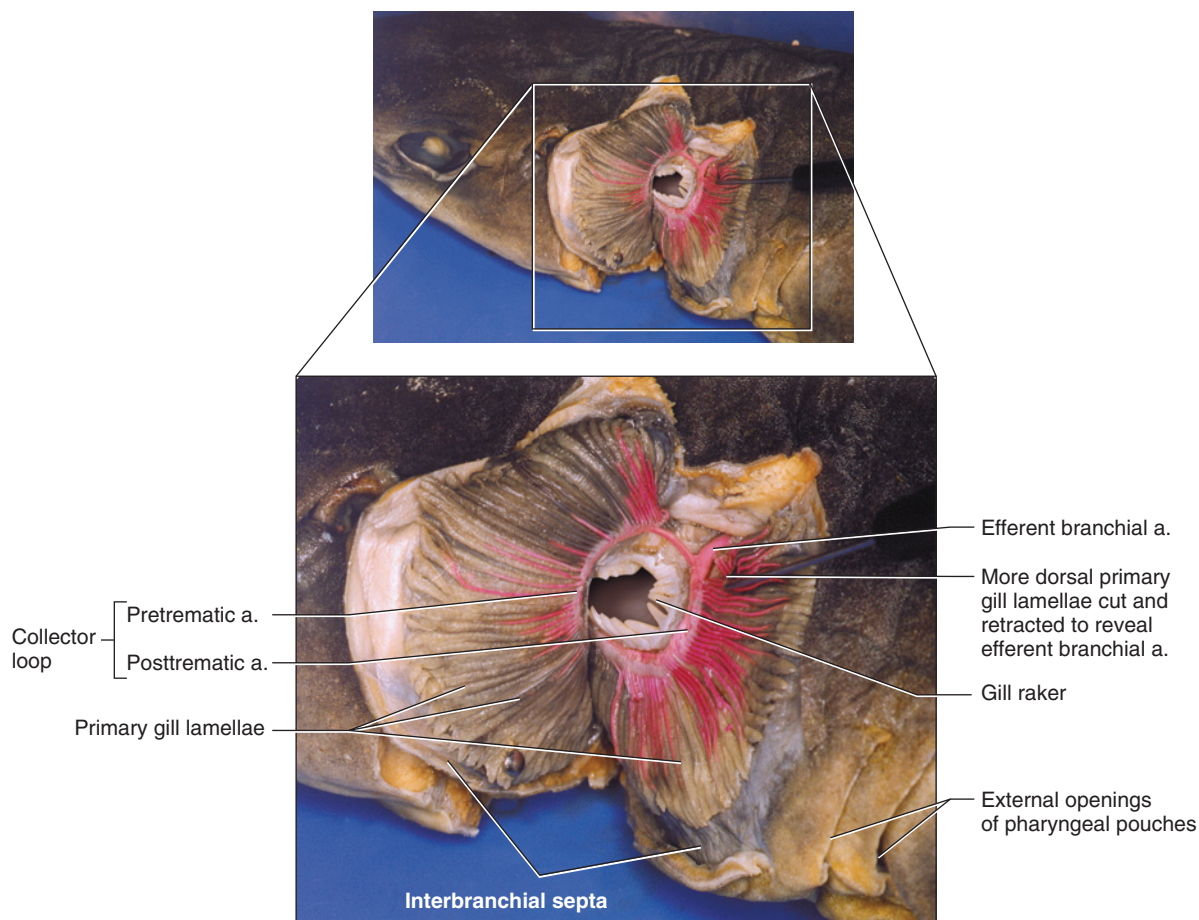 Collector
loop
Pretrematic a.
Posttrematic a.
Primary gill lamellae
Interbranchial septa
Efferent branchial a.
More dorsal primary
gill lamellae cut and
retracted to reveal
efferent branchial a.
Gill raker
External openings
of pharyngeal pouches